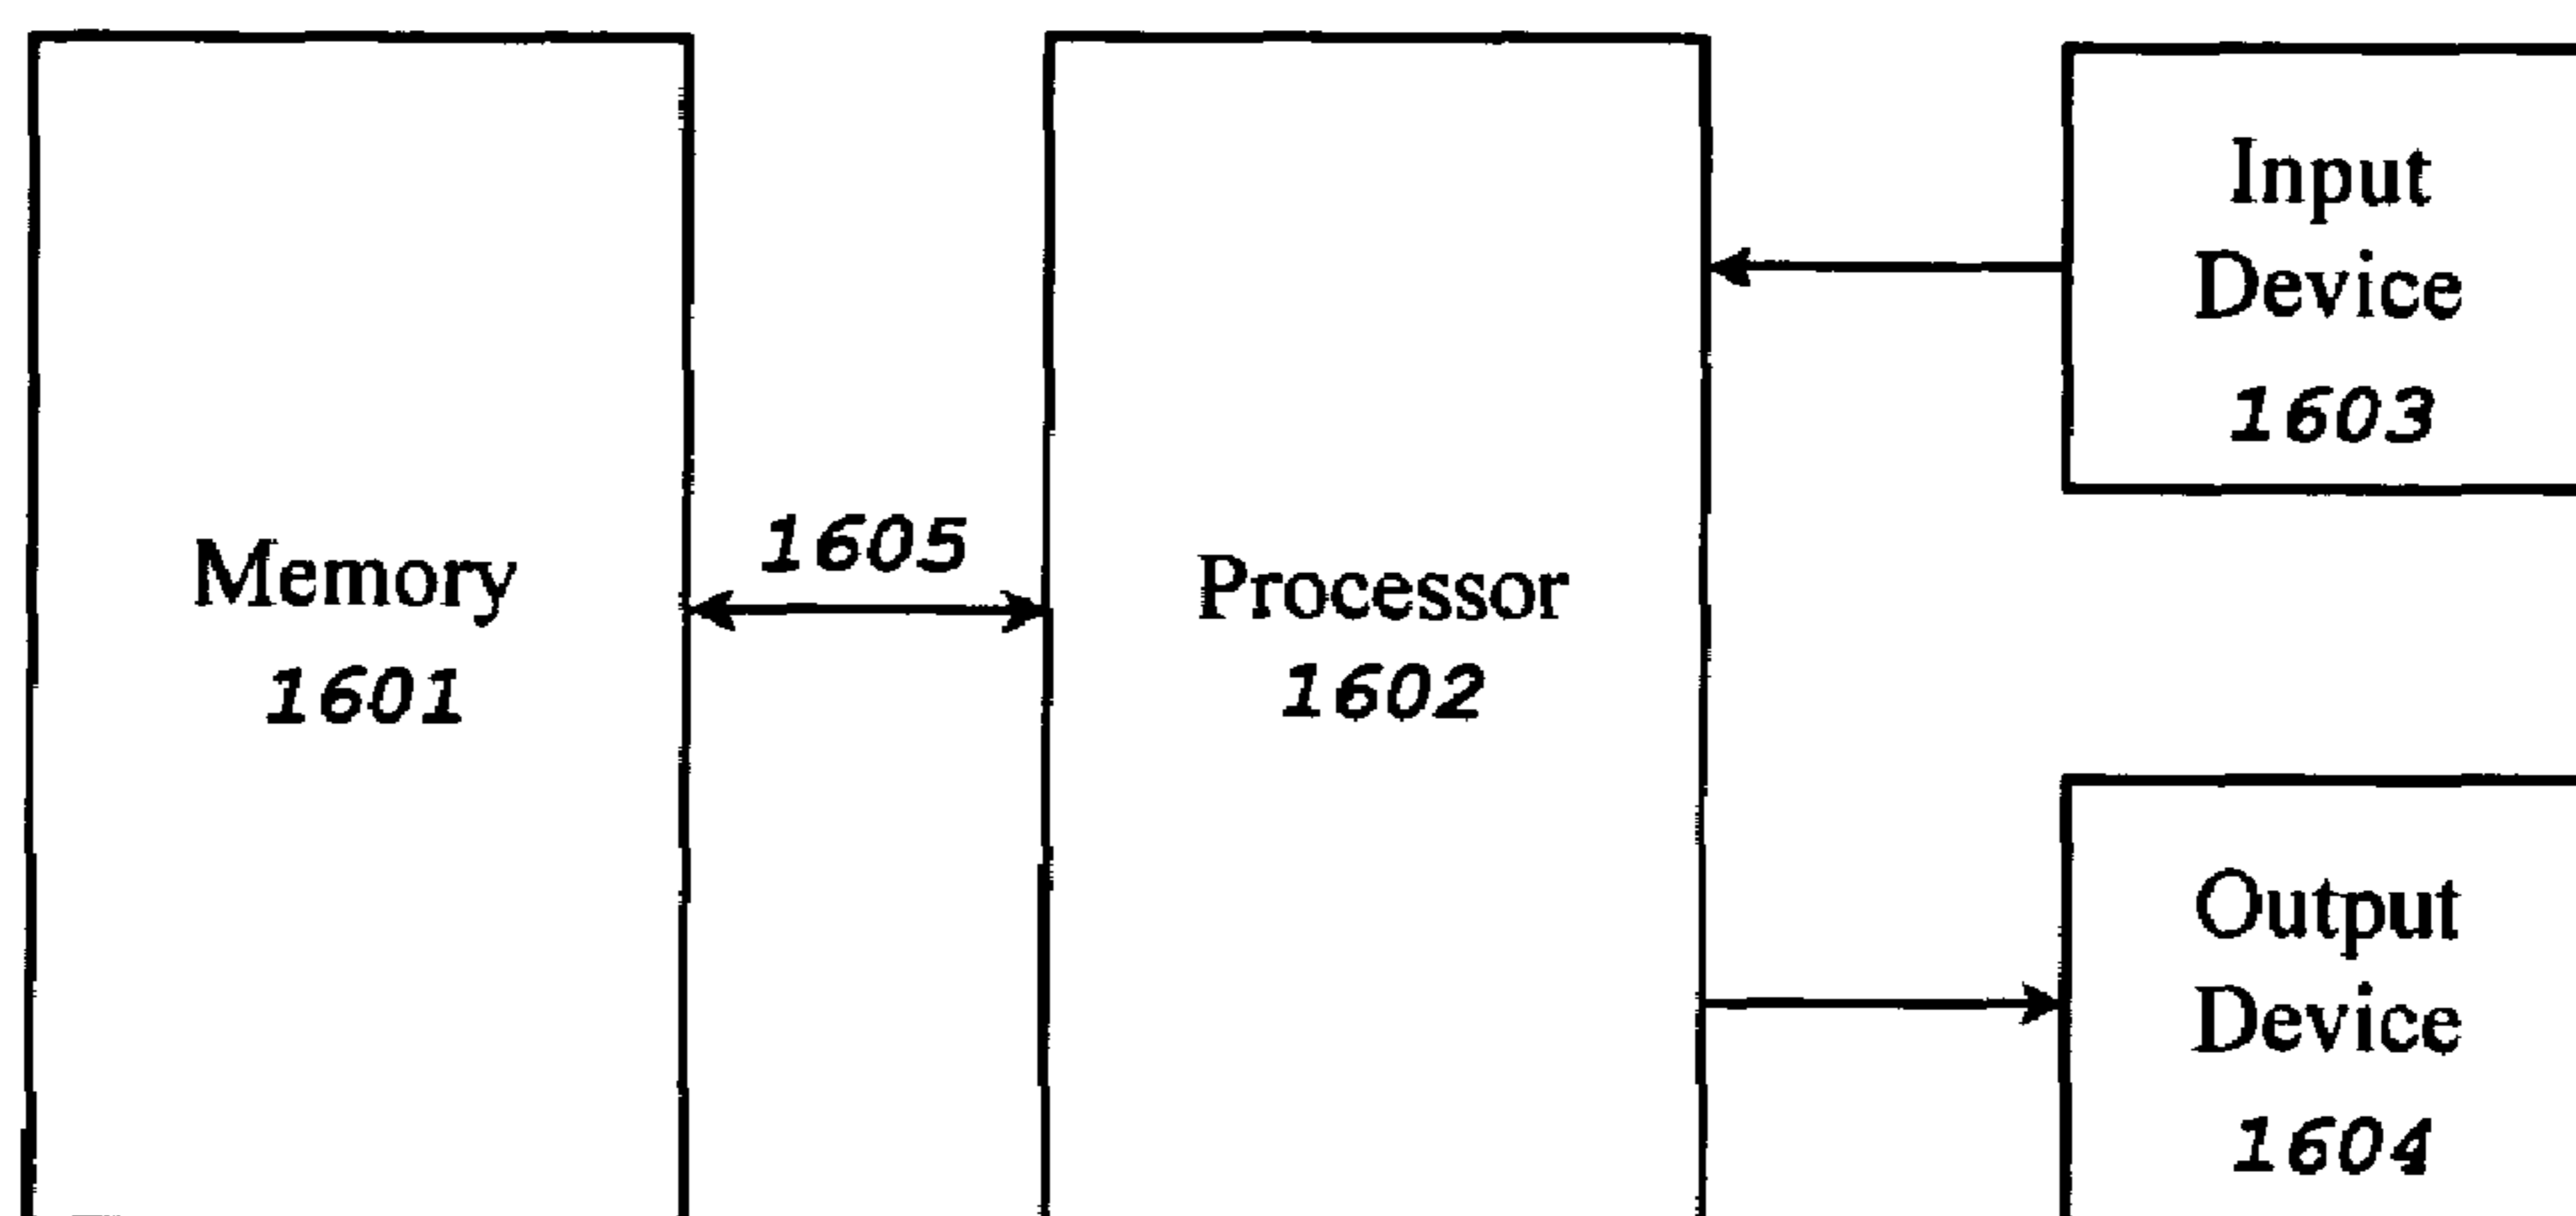 Memory
1601
1605
Processor
1602
Input
Device
1603
Output
Device
1604